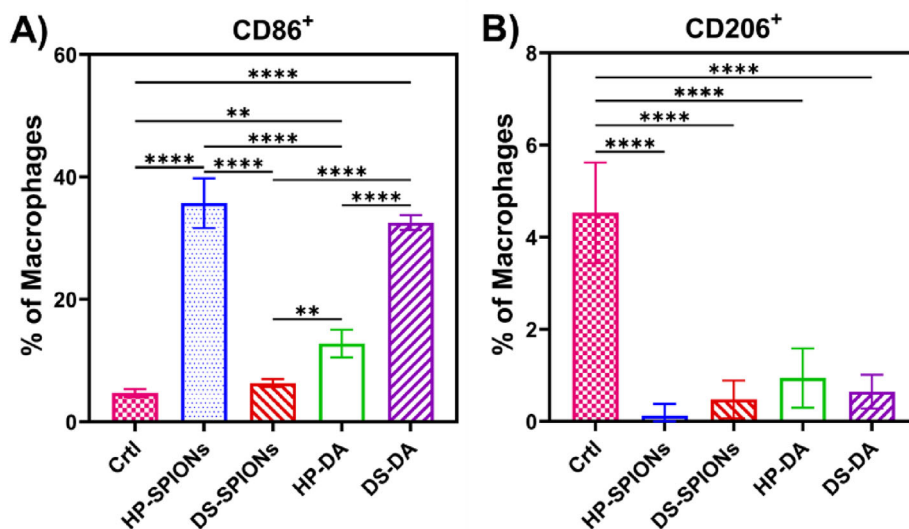 A)
CD86+
% of Macrophages
60
40
20
0
****
**
****
****
****
****
****
**
Crtl
HP-SPIONs
DS-SPIONs
HP-DA
DS-DA
B)
CD206+
% of Macrophages
8
6
4
2
0
****
****
****
****
Crtl
HP-SPIONs
DS-SPIONs
HP-DA
DS-DA